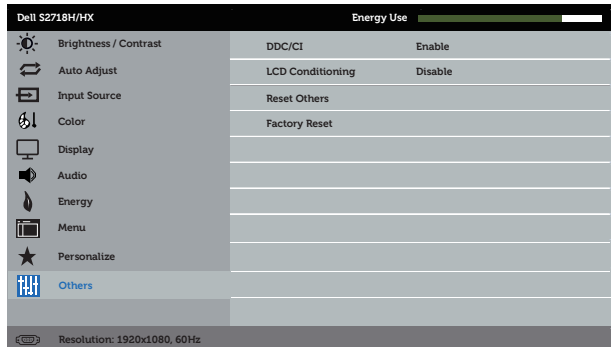 Dell S2718H/HX Energy Use
Brightness / Contrast
Auto Adjust
Input Source
Color
Display
Audio
Energy
Menu
Personalize
Others
DDC/CI Enable
LCD Conditioning Disable
Reset Others
Factory Reset
Resolution: 1920x1080, 60Hz